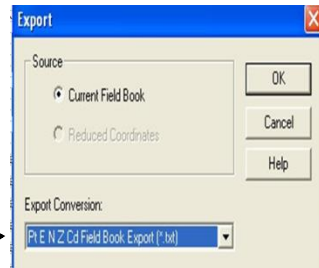 Export
Source
Current Field Book
Reduced Coordinates
OK
Cancel
Help
Export Conversion:
Pt E N Z Cd Field Book Export (*.txt)